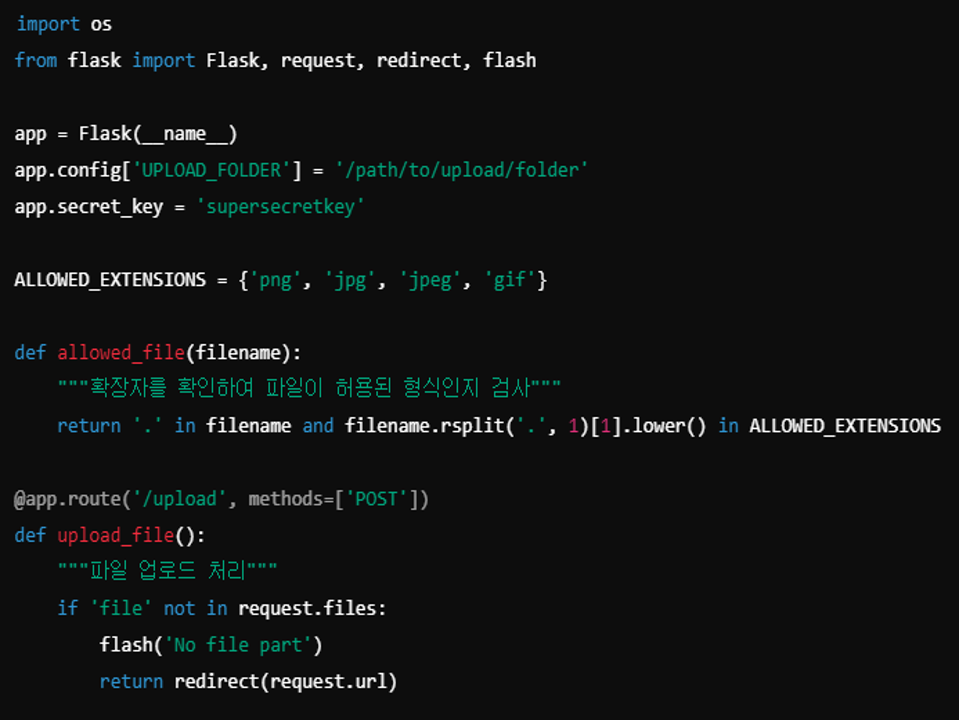 import os
from flask import Flask, request, redirect, flash
app = Flask(__name__)
app.config['UPLOAD_FOLDER'] = '/path/to/upload/folder'
app.secret_key = 'supersecretkey'
ALLOWED_EXTENSIONS = {'png', 'jpg', 'jpeg', 'gif'}
def allowed_file(filename):
    """확장자를 확인하여 파일이 허용된 형식인지 검사"""
    return '.' in filename and filename.rsplit('.', 1)[1].lower() in ALLOWED_EXTENSIONS
@app.route('/upload', methods=['POST'])
def upload_file():
    """파일 업로드 처리"""
    if 'file' not in request.files:
        flash('No file part')
        return redirect(request.url)